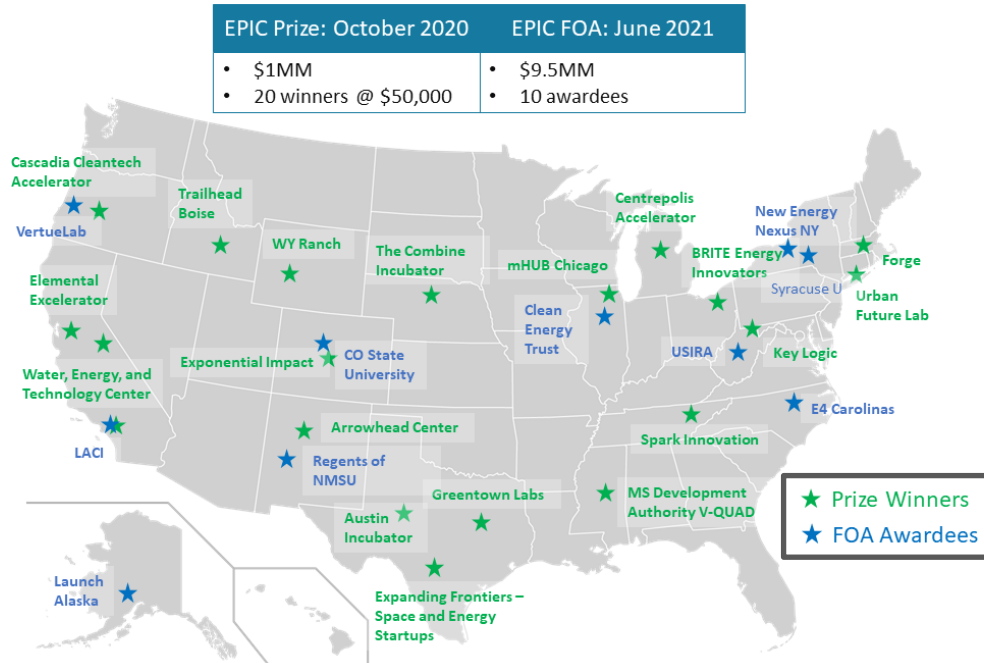 EPIC Prize: October 2020
EPIC FOA: June 2021
• $1MM
• 20 winners @ $50,000
• $9.5MM
• 10 awardees
Cascadia Cleantech
Accelerator
VertueLab
Trailhead
Boise
WY Ranch
The Combine
Incubator
Centrepolis
Accelerator
mHUB Chicago
BRITE Energy
Innovators
New Energy
Nexus NY
Syracuse U
Forge
Urban
Future Lab
Elemental
Excelerator
Clean
Energy
Trust
Exponential Impact
CO State
University
USIRA
Key Logic
Water, Energy, and
Technology Center
LACI
Arrowhead Center
Regents of
NMSU
E4 Carolinas
Spark Innovation
Greentown Labs
Austin
Incubator
MS Development
Authority V-QUAD
Expanding Frontiers –
Space and Energy
Startups
Launch
Alaska
Prize Winners
FOA Awardees